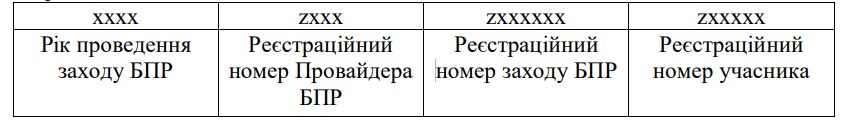 xxxx zxxx zxxxxxx zxxxxx
Рік проведення Реєстраційний Реєстраційний Реєстраційний
заходу БПР номер Провайдера номер заходу БПР номер учасника
БПР